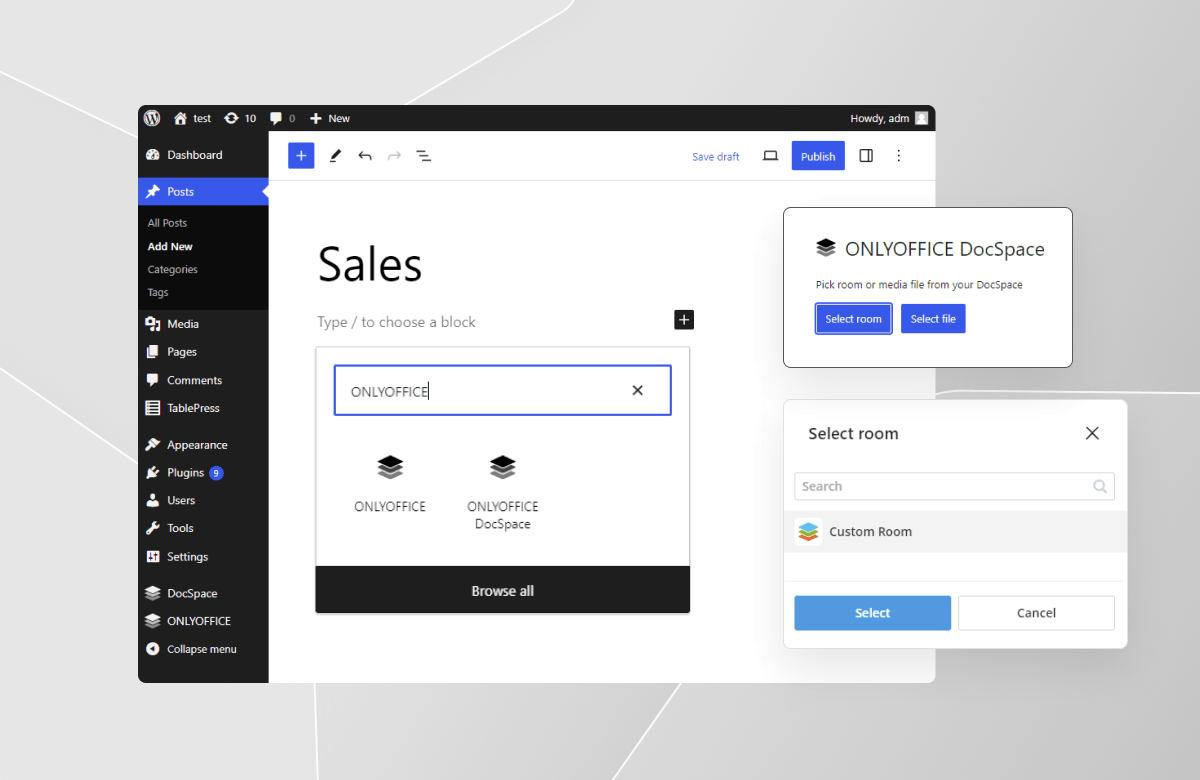 test 10 0 New
Howdy, adm
Dashboard
Posts
All Posts
Add New
Categories
Tags
Media
Pages
Comments
TablePress
Appearance
Plugins 9
Users
Tools
Settings
DocSpace
ONLYOFFICE
Collapse menu
Save draft
Publish
Sales
Type / to choose a block
ONLYOFFICE
ONLYOFFICE
ONLYOFFICE
DocSpace
Browse all
ONLYOFFICE DocSpace
Pick room or media file from your DocSpace
Select room Select file
Select room
Search
Custom Room
Select Cancel